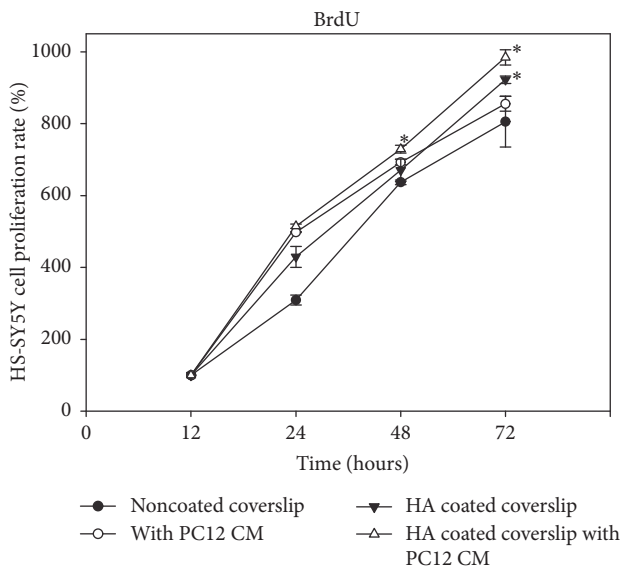 BrdU
HS-SY5Y cell proliferation rate (%)
1000
800
600
400
200
0
*
*
*
0 12 24 48 72
Time (hours)
Noncoated coverslip
With PC12 CM
HA coated coverslip
HA coated coverslip with
PC12 CM